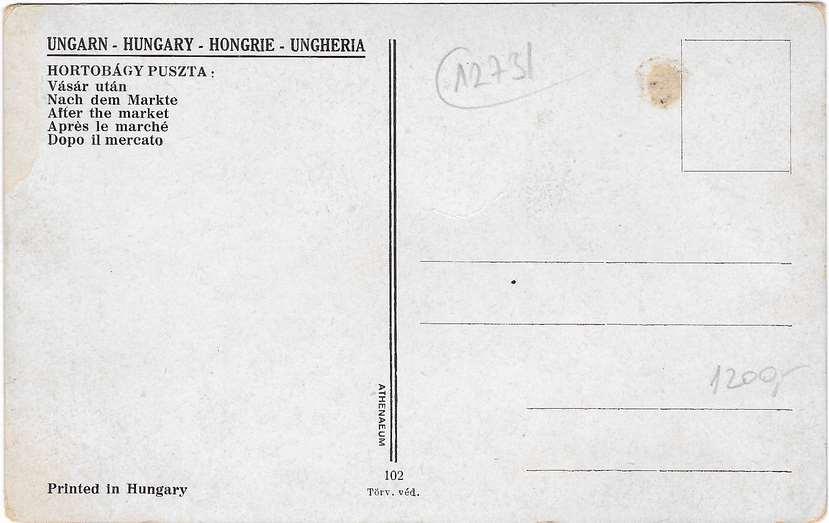 UNGARN - HUNGARY - HONGRIE - UNGHERIA
HORTOBÁGY PUSZTA :
Vásár után
Nach dem Markte
After the market
Après le marché
Dopo il mercato
12731
1200,-
ATHENAEUM
102
Törv. véd.
Printed in Hungary